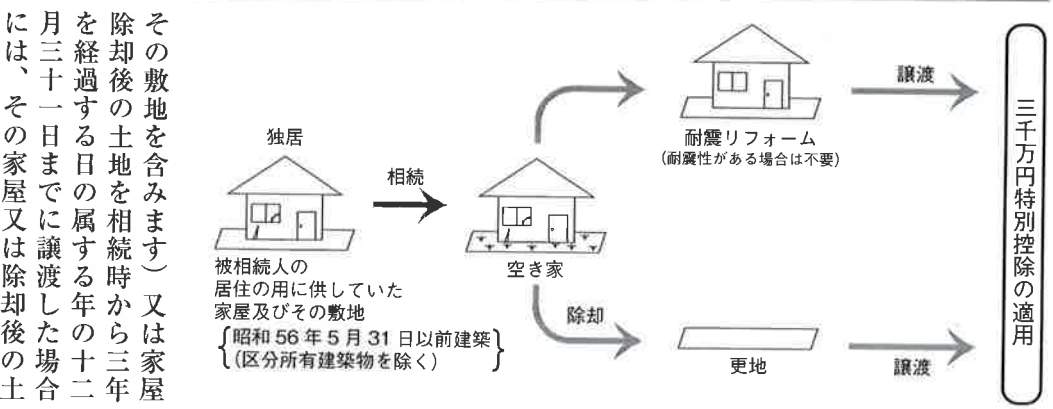 その敷地を含みます）又は家屋
除却後の土地を相続時から三年
を経過する日の属する年の十二
月三十一日までに譲渡した場合
には、その家屋又は除却後の土
独居
被相続人の
居住の用に供していた
家屋及びその敷地
｛昭和 56 年 5 月 31 日以前建築
（区分所有建築物を除く）｝
相続
空き家
耐震リフォーム
（耐震性がある場合は不要）
譲渡
除却
更地
譲渡
三千万円特別控除の適用